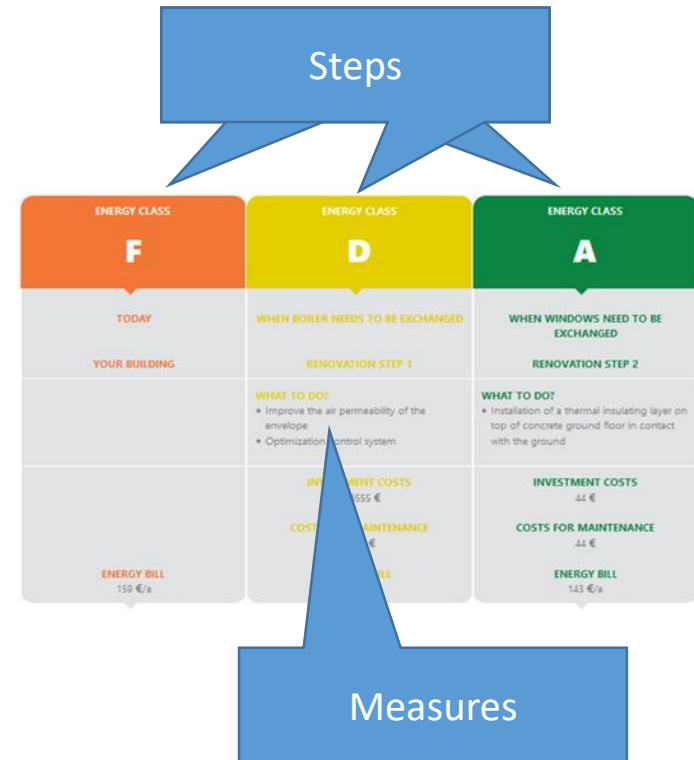 Steps
ENERGY CLASS
F
TODAY
YOUR BUILDING
ENERGY BILL
159 €/a
ENERGY CLASS
D
WHEN BOILER NEEDS TO BE EXCHANGED
RENOVATION STEP 1
WHAT TO DO?
• Improve the air permeability of the
envelope
• Optimization control system
COSTS
€
ENERGY CLASS
A
WHEN WINDOWS NEED TO BE
EXCHANGED
RENOVATION STEP 2
WHAT TO DO?
• Installation of a thermal insulating layer on
top of concrete ground floor in contact
with the ground
INVESTMENT COSTS
44 €
COSTS FOR MAINTENANCE
44 €
ENERGY BILL
143 €/a
Measures